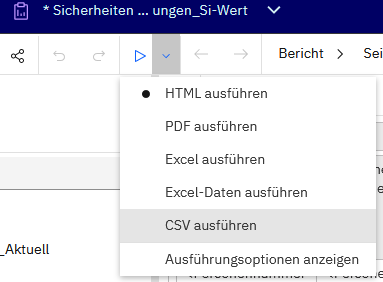 * Sicherheiten ... ungen_Si-Wert
Bericht
Sei
HTML ausführen
PDF ausführen
Excel ausführen
Excel-Daten ausführen
CSV ausführen
_Aktuell
Ausführungsoptionen anzeigen